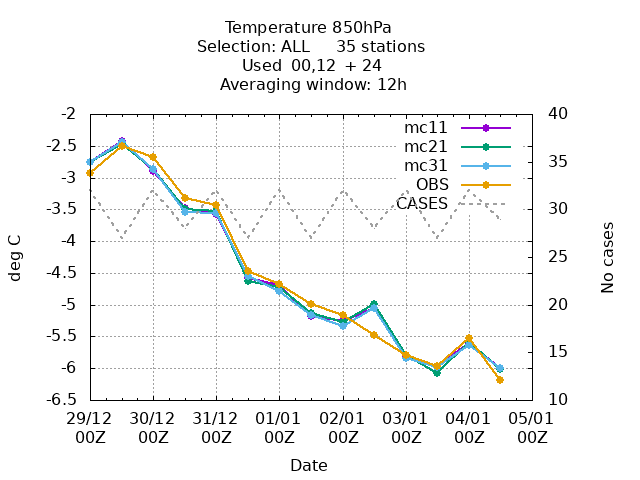 Temperature 850hPa
Selection: ALL 35 stations
Used 00,12 + 24
Averaging window: 12h
-2
-2.5
-3
-3.5
-4
-4.5
-5
-5.5
-6
-6.5
deg C
40
35
30
25
20
15
10
No cases
mc11
mc21
mc31
OBS
CASES
29/12 30/12 31/12 01/01 02/01 03/01 04/01 05/01
00Z 00Z 00Z 00Z 00Z 00Z 00Z 00Z
Date